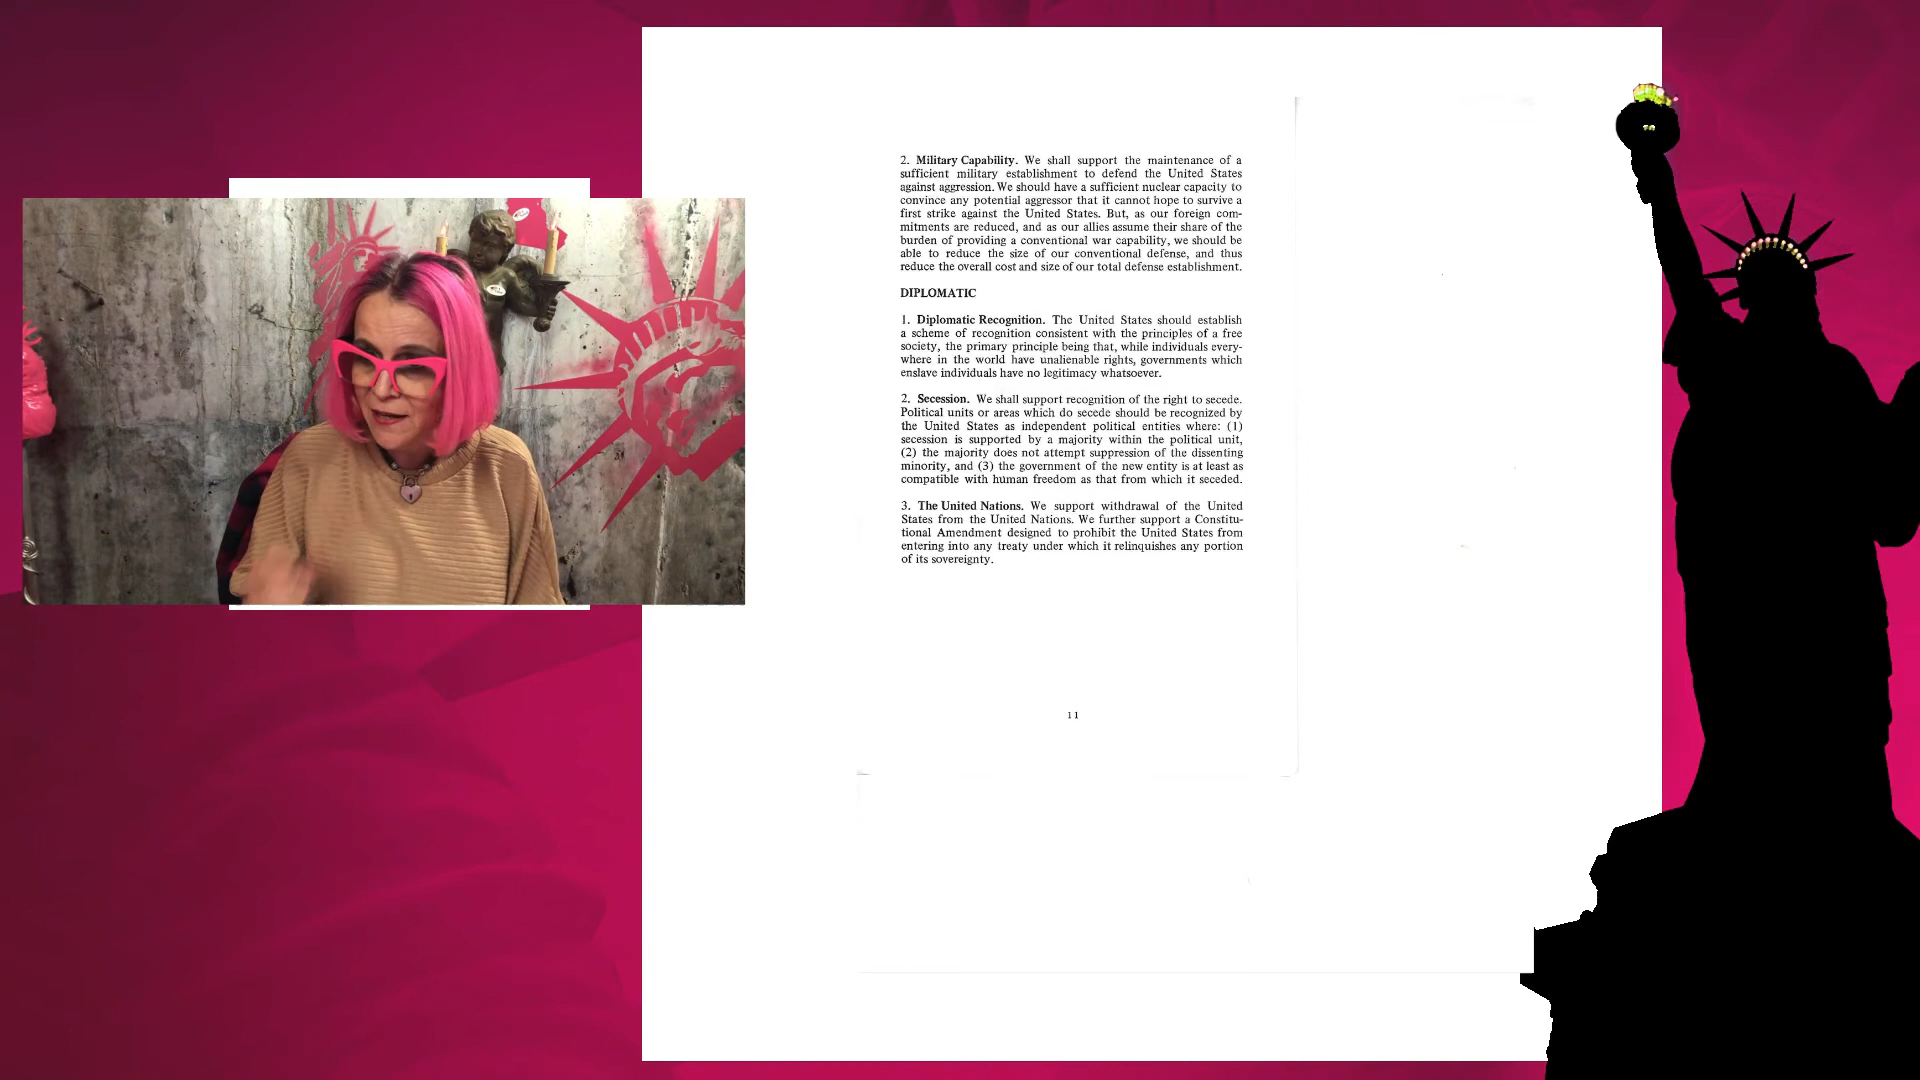 2. Military Capability. We shall support the maintenance of a
sufficient military establishment to defend the United States
against aggression. We should have a sufficient nuclear capacity to
convince any potential aggressor that it cannot hope to survive a
first strike against the United States. But, as our foreign com-
mitments are reduced, and as our allies assume their share of the
burden of providing a conventional war capability, we should be
able to reduce the size of our conventional defense, and thus
reduce the overall cost and size of our total defense establishment.
DIPLOMATIC
1. Diplomatic Recognition. The United States should establish
a scheme of recognition consistent with the principles of a free
society, the primary principle being that, while individuals every-
where in the world have unalienable rights, governments which
enslave individuals have no legitimacy whatsoever.
2. Secession. We shall support recognition of the right to secede.
Political units or areas which do secede should be recognized by
the United States as independent political entities where: (1)
secession is supported by a majority within the political unit,
(2) the majority does not attempt suppression of the dissenting
minority, and (3) the government of the new entity is at least as
compatible with human freedom as that from which it seceded.
3. The United Nations. We support withdrawal of the United
States from the United Nations. We further support a Constitu-
tional Amendment designed to prohibit the United States from
entering into any treaty under which it relinquishes any portion
of its sovereignty.
11